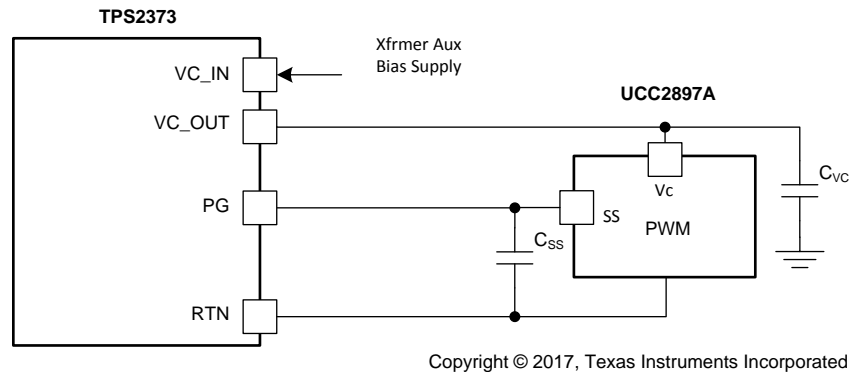 TPS2373
Xfrmer Aux
Bias Supply
VC_IN
UCC2897A
VC_OUT
Vc
CVC
PG
SS
PWM
CSS
RTN
Copyright © 2017, Texas Instruments Incorporated